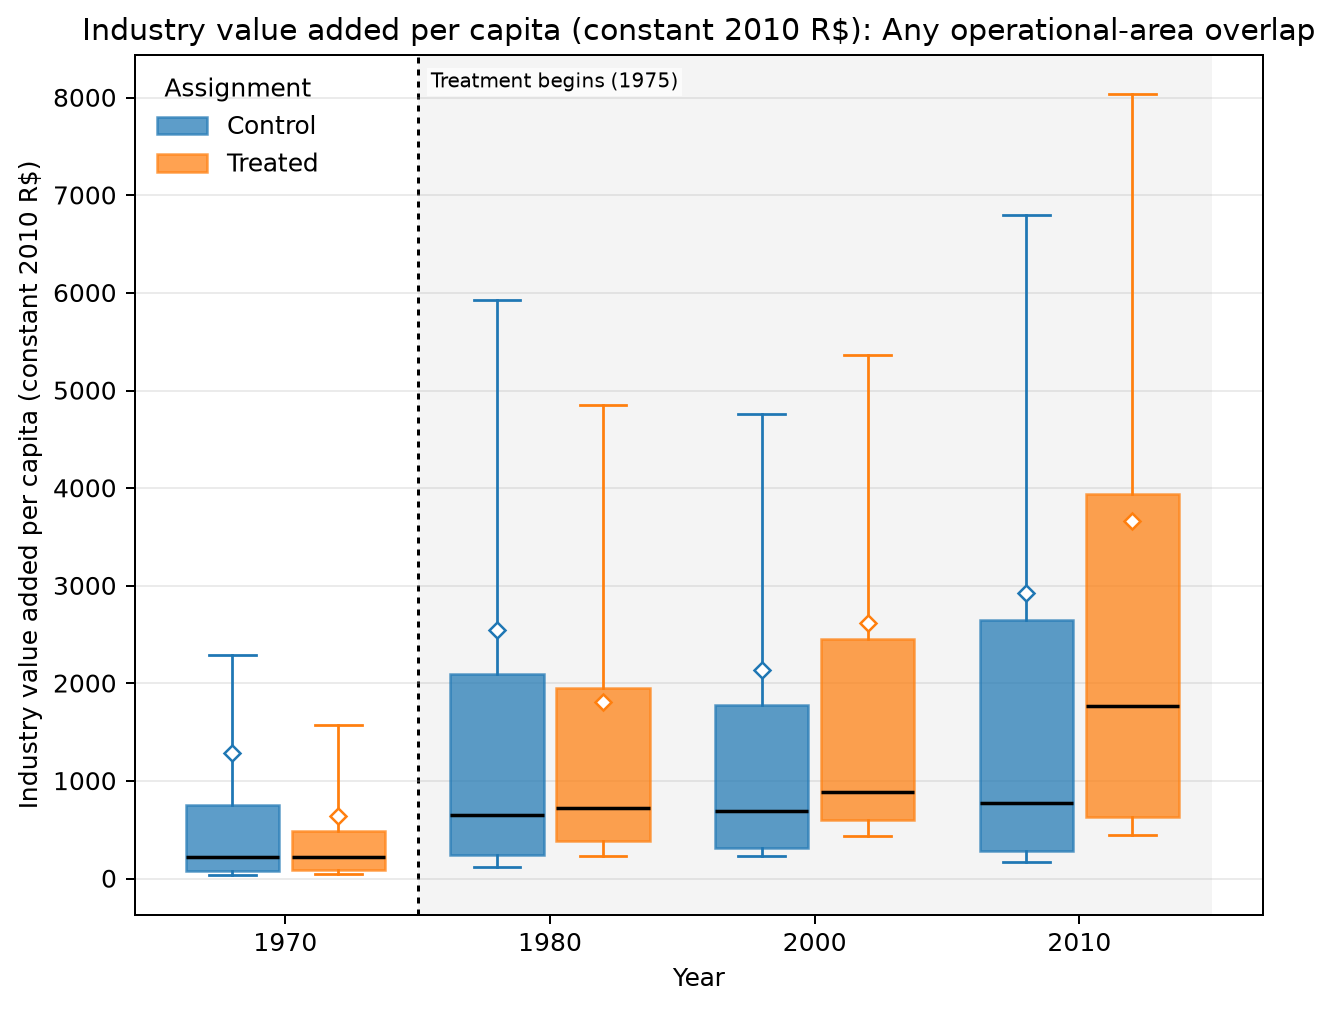 Industry value added per capita (constant 2010 R$): Any operational-area overlap
Treatment begins (1975)
Assignment
Control
Treated
Industry value added per capita (constant 2010 R$)
8000
7000
6000
5000
4000
3000
2000
1000
0
1970
1980
2000
2010
Year